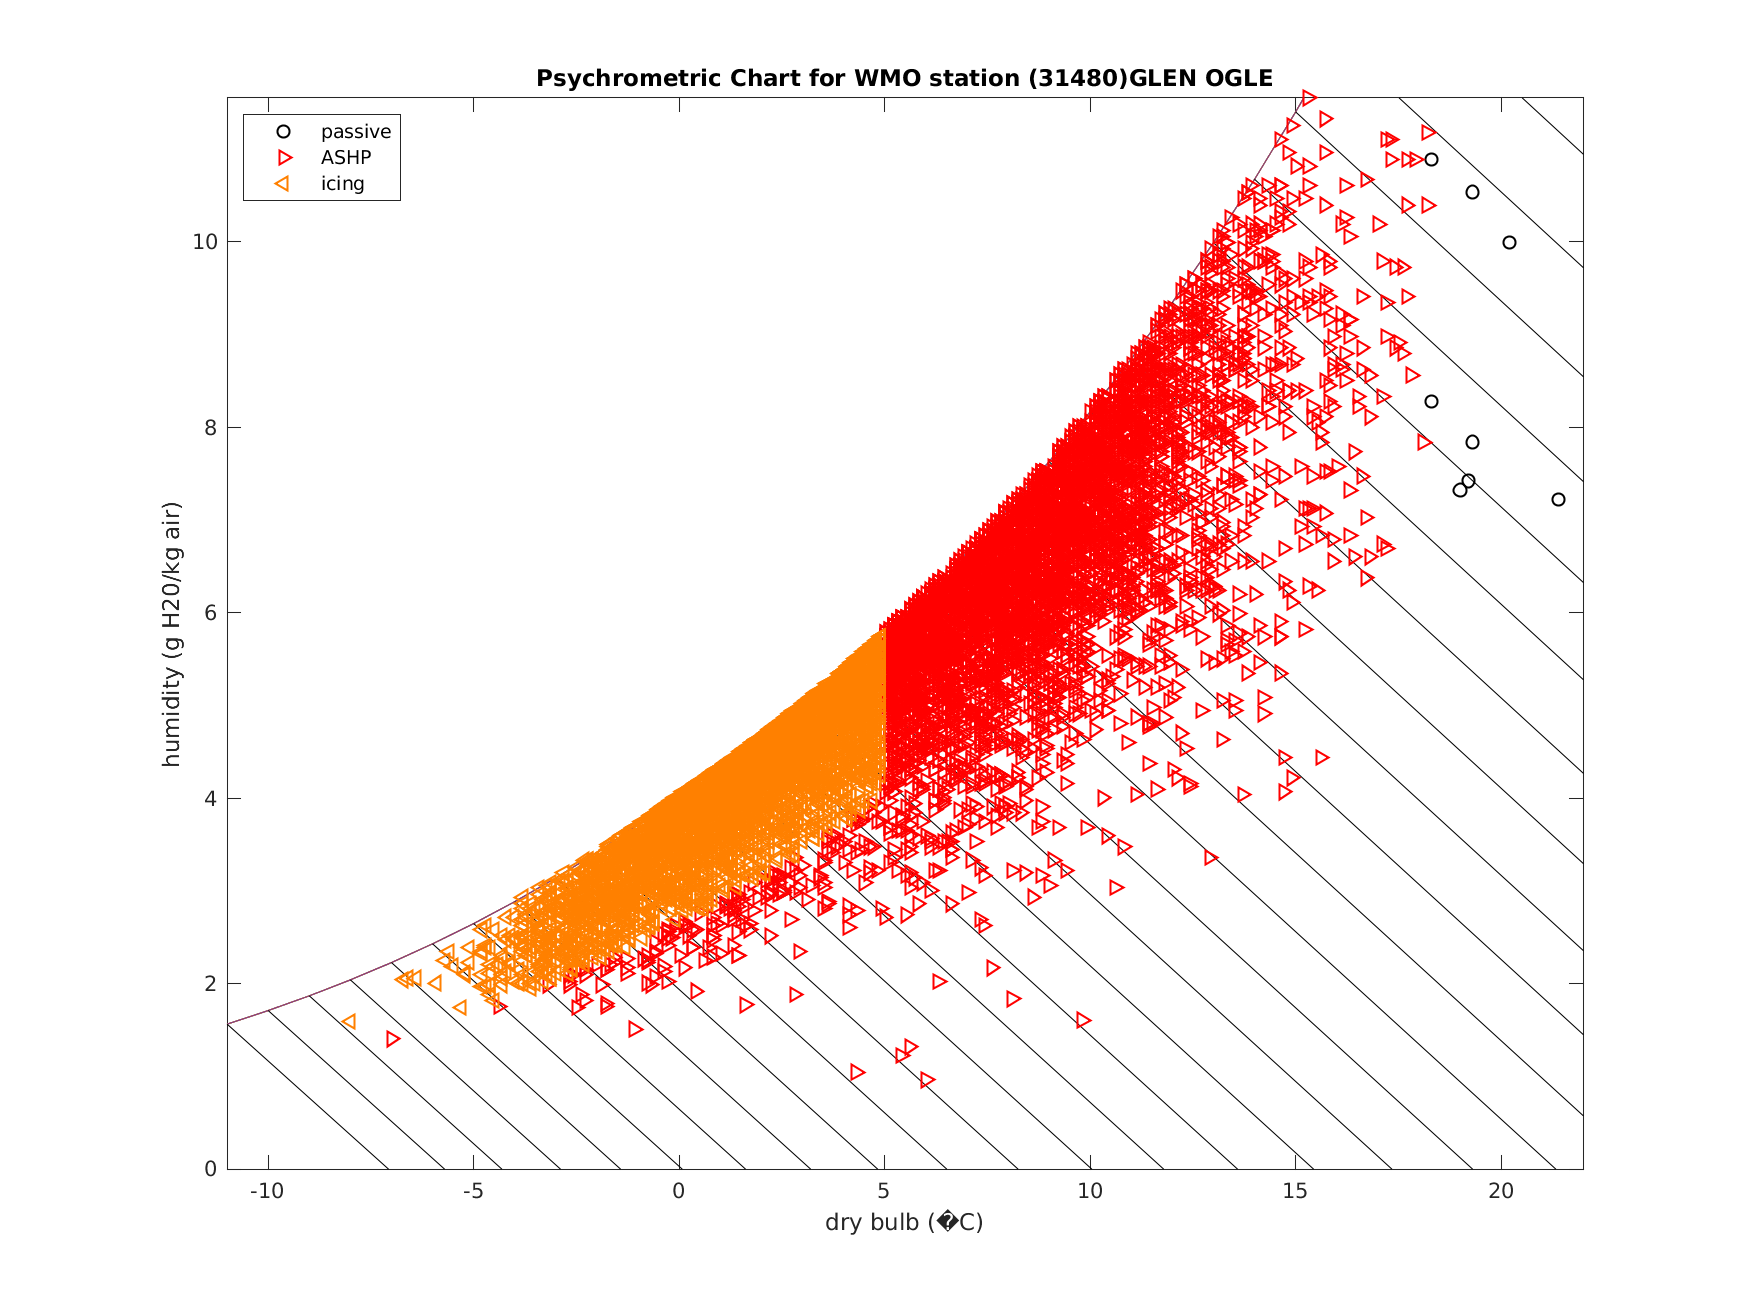 Psychrometric Chart for WMO station (31480)GLEN OGLE
passive
ASHP
icing
humidity (g H20/kg air)
10
8
6
4
2
0
-10 -5 0 5 10 15 20
dry bulb (�C)